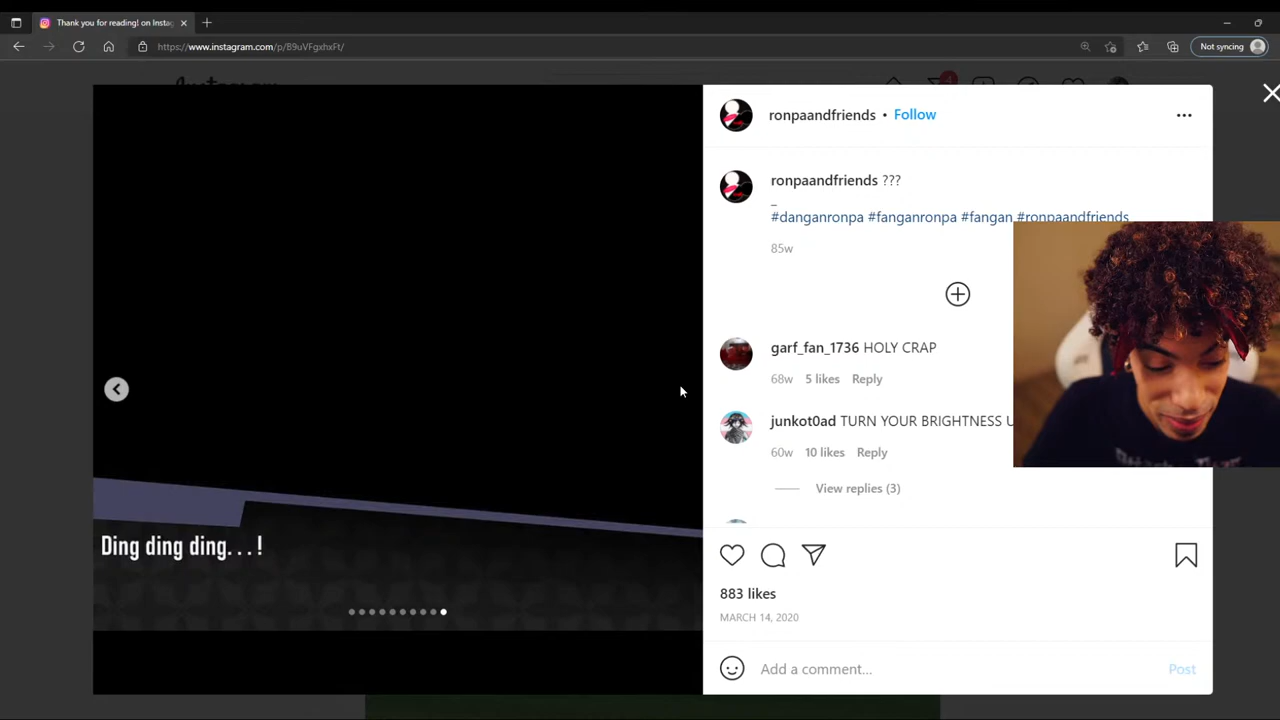 Thank you for reading! on Insta
https://www.instagram.com/p/B9uVFgxhxFt/
Not syncing
4
ronpaandfriends • Follow
ronpaandfriends ???
_
#danganronpa #fanganronpa #fangan #ronpaandfriends
85w
garf_fan_1736 HOLY CRAP
68w 5 likes Reply
junkot0ad TURN YOUR BRIGHTNESS U
60w 10 likes Reply
View replies (3)
Ding ding ding...!
883 likes
MARCH 14, 2020
Add a comment...
Post